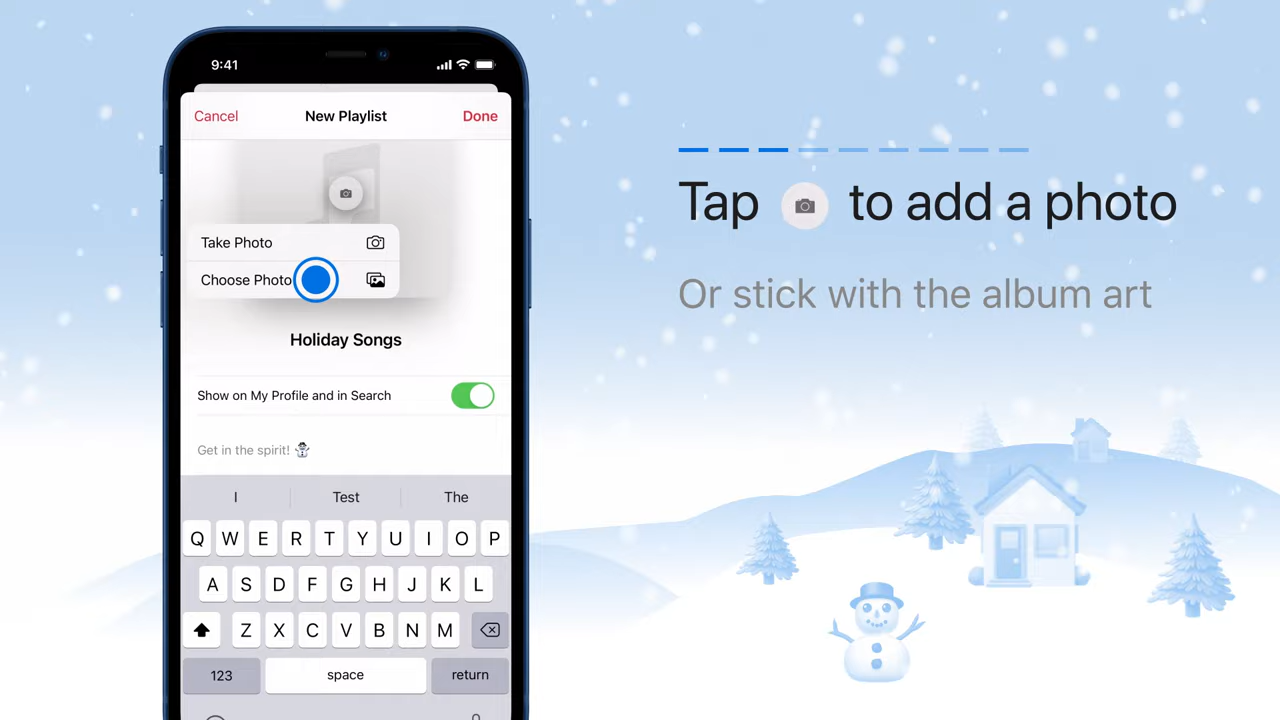 9:41
Cancel New Playlist Done
Take Photo
Choose Photo
Holiday Songs
Show on My Profile and in Search
Get in the spirit! ☃️
I Test The
Q W E R T Y U I O P
A S D F G H J K L
Z X C V B N M
123 space return
Tap to add a photo
Or stick with the album art